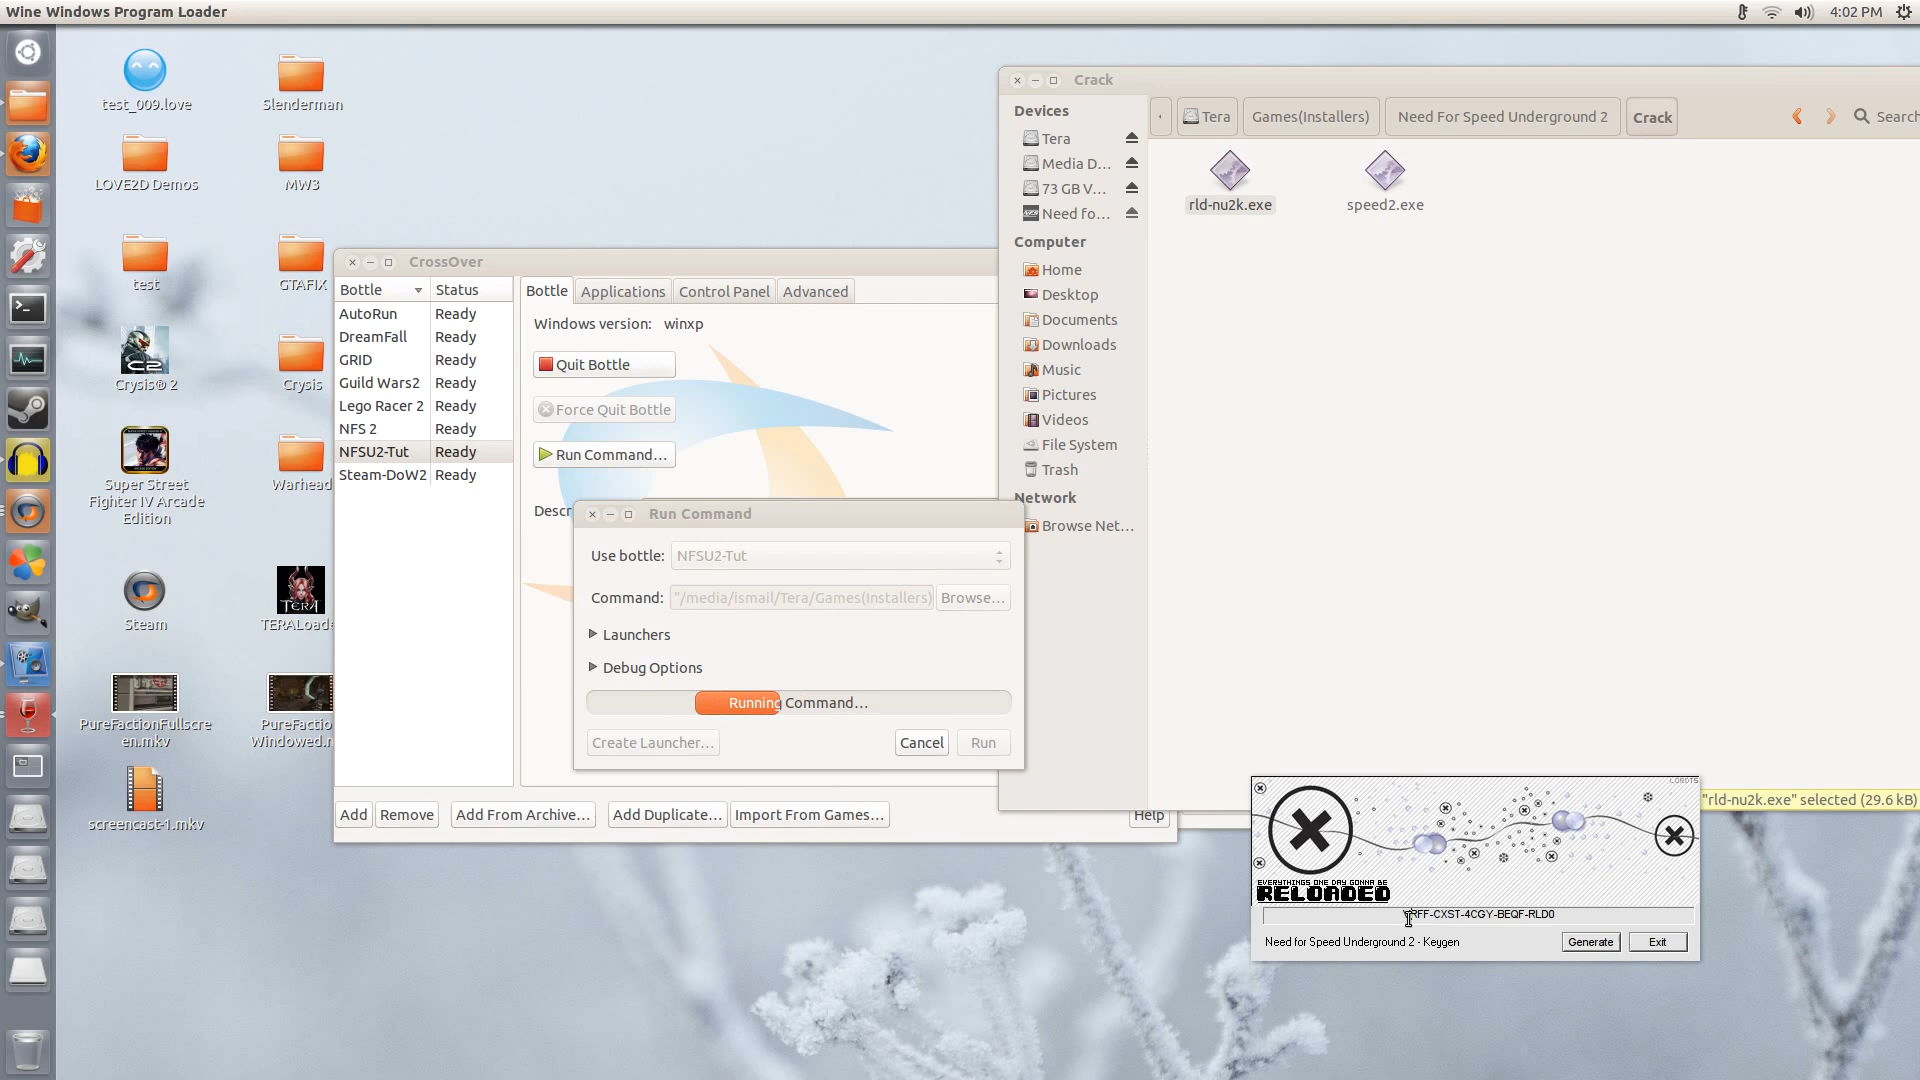 Wine Windows Program Loader
4:02 PM
test_009.love
Slenderman
LOVE2D Demos
MW3
test
GTAFIX
Crysis® 2
Crysis
Super Street
Fighter IV Arcade
Edition
Warhead
Steam
TERALoade
PureFactionFullscre
en.mkv
PureFactio
Windowed.m
screencast-1.mkv
CrossOver
Bottle Status
AutoRun Ready
DreamFall Ready
GRID Ready
Guild Wars2 Ready
Lego Racer 2 Ready
NFS 2 Ready
NFSU2-Tut Ready
Steam-DoW2 Ready
Bottle Applications Control Panel Advanced
Windows version: winxp
Quit Bottle
Force Quit Bottle
Run Command...
Descr
Add Remove Add From Archive... Add Duplicate... Import From Games... Help
Run Command
Use bottle: NFSU2-Tut
Command: "/media/ismail/Tera/Games(Installers) Browse...
Launchers
Debug Options
Running Command...
Create Launcher... Cancel Run
Crack
Devices
Tera
Media D...
73 GB V...
Need fo...
Computer
Home
Desktop
Documents
Downloads
Music
Pictures
Videos
File System
Trash
Network
Browse Net...
Tera Games(Installers) Need For Speed Underground 2 Crack Search
rld-nu2k.exe speed2.exe
"rld-nu2k.exe" selected (29.6 kB)
EVERYTHINGS ONE DAY GONNA BE
RELOADED
RFF-CXST-4CGY-BEQF-RLD0
Need for Speed Underground 2 - Keygen Generate Exit